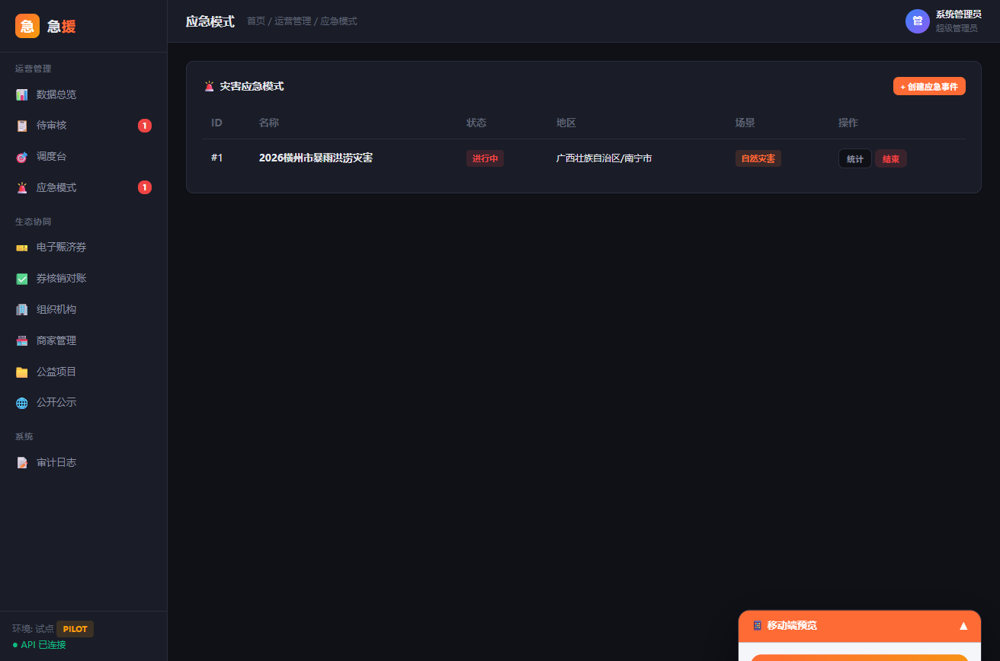 急 急援
运营管理
数据总览
待审核 1
调度台
应急模式 1
生态协同
电子赈济券
券核销对账
组织机构
商家管理
公益项目
公开公示
系统
审计日志
环境: 试点 PILOT
API 已连接
应急模式 首页 / 运营管理 / 应急模式
管 系统管理员
超级管理员
灾害应急模式 + 创建应急事件
ID 名称 状态 地区 场景 操作
#1 2026横州市暴雨洪涝灾害 进行中 广西壮族自治区/南宁市 自然灾害 统计 结束
移动端预览 ▲